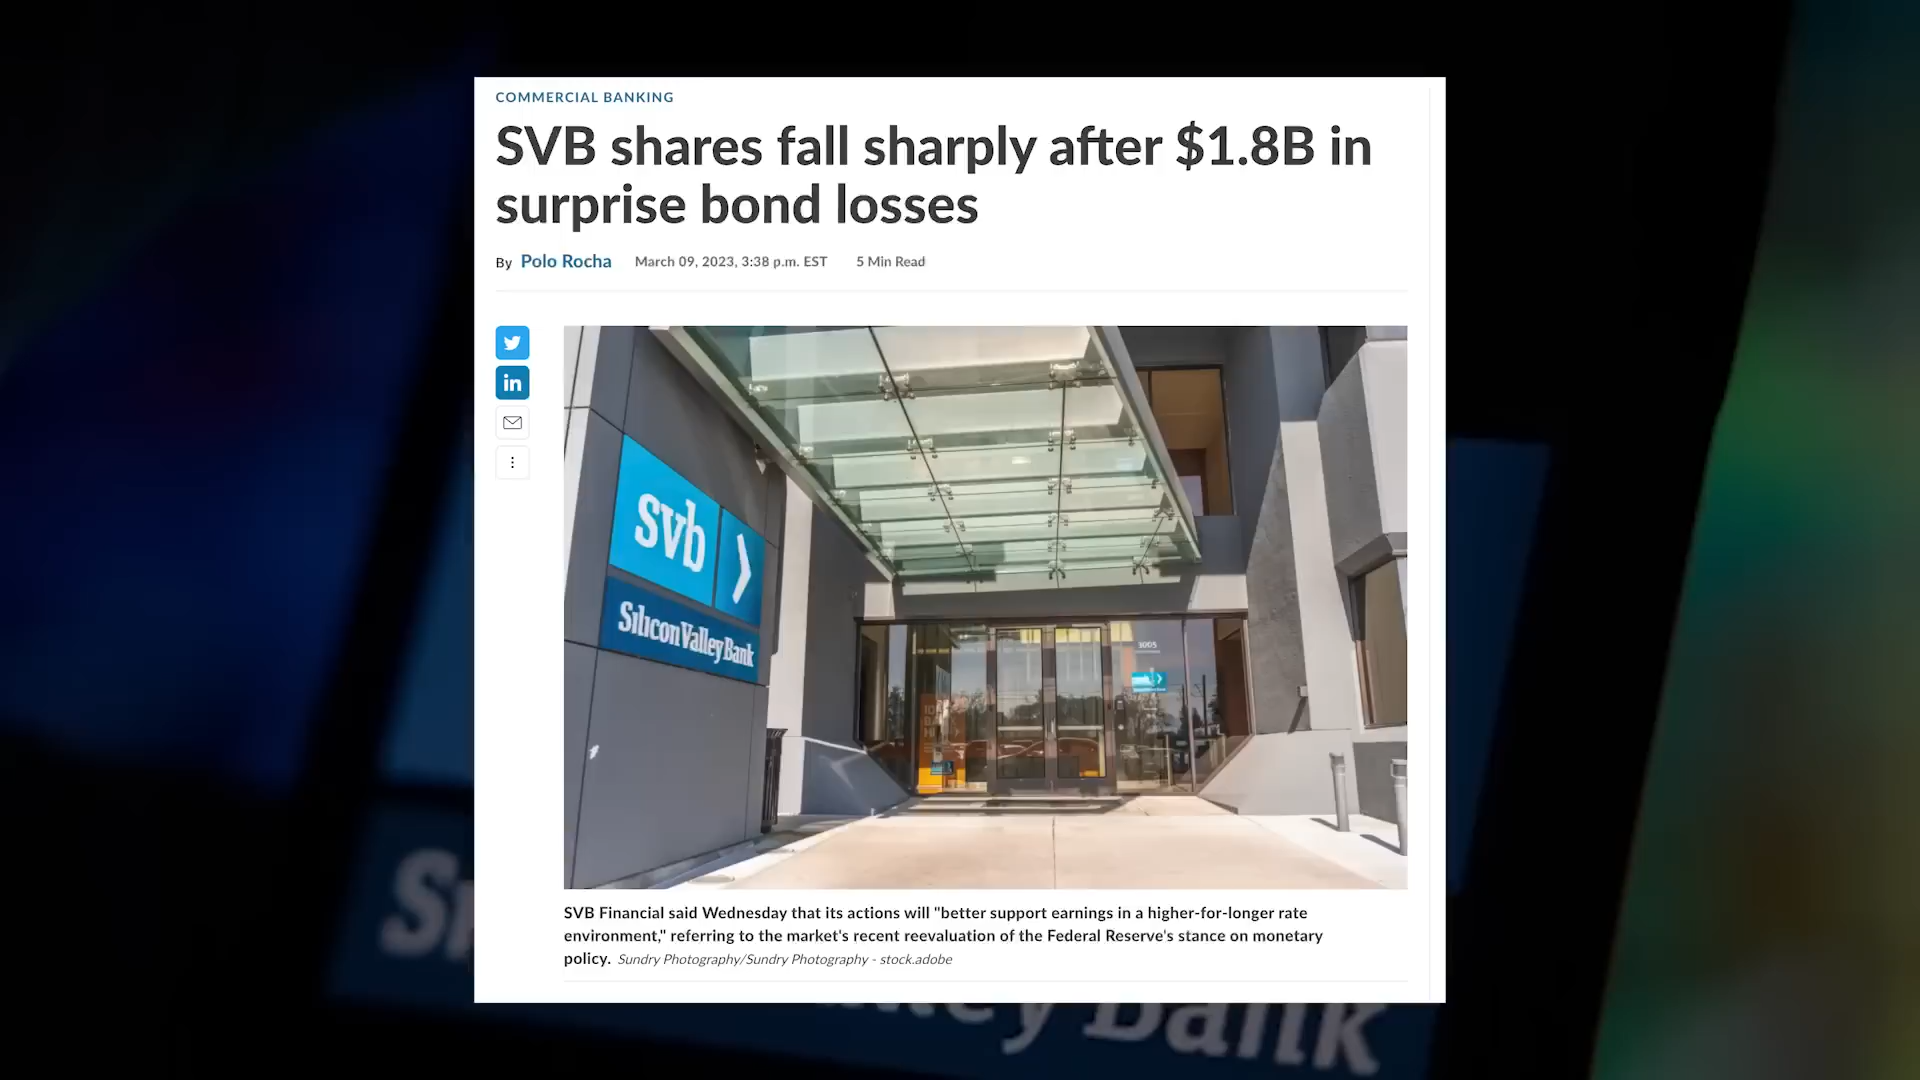 COMMERCIAL BANKING
SVB shares fall sharply after $1.8B in
surprise bond losses
By Polo Rocha March 09, 2023, 3:38 p.m. EST 5 Min Read
in
svb
Silicon Valley Bank
1005
SVB Financial said Wednesday that its actions will "better support earnings in a higher-for-longer rate
environment," referring to the market's recent reevaluation of the Federal Reserve's stance on monetary
policy. Sundry Photography/Sundry Photography - stock.adobe
Bank